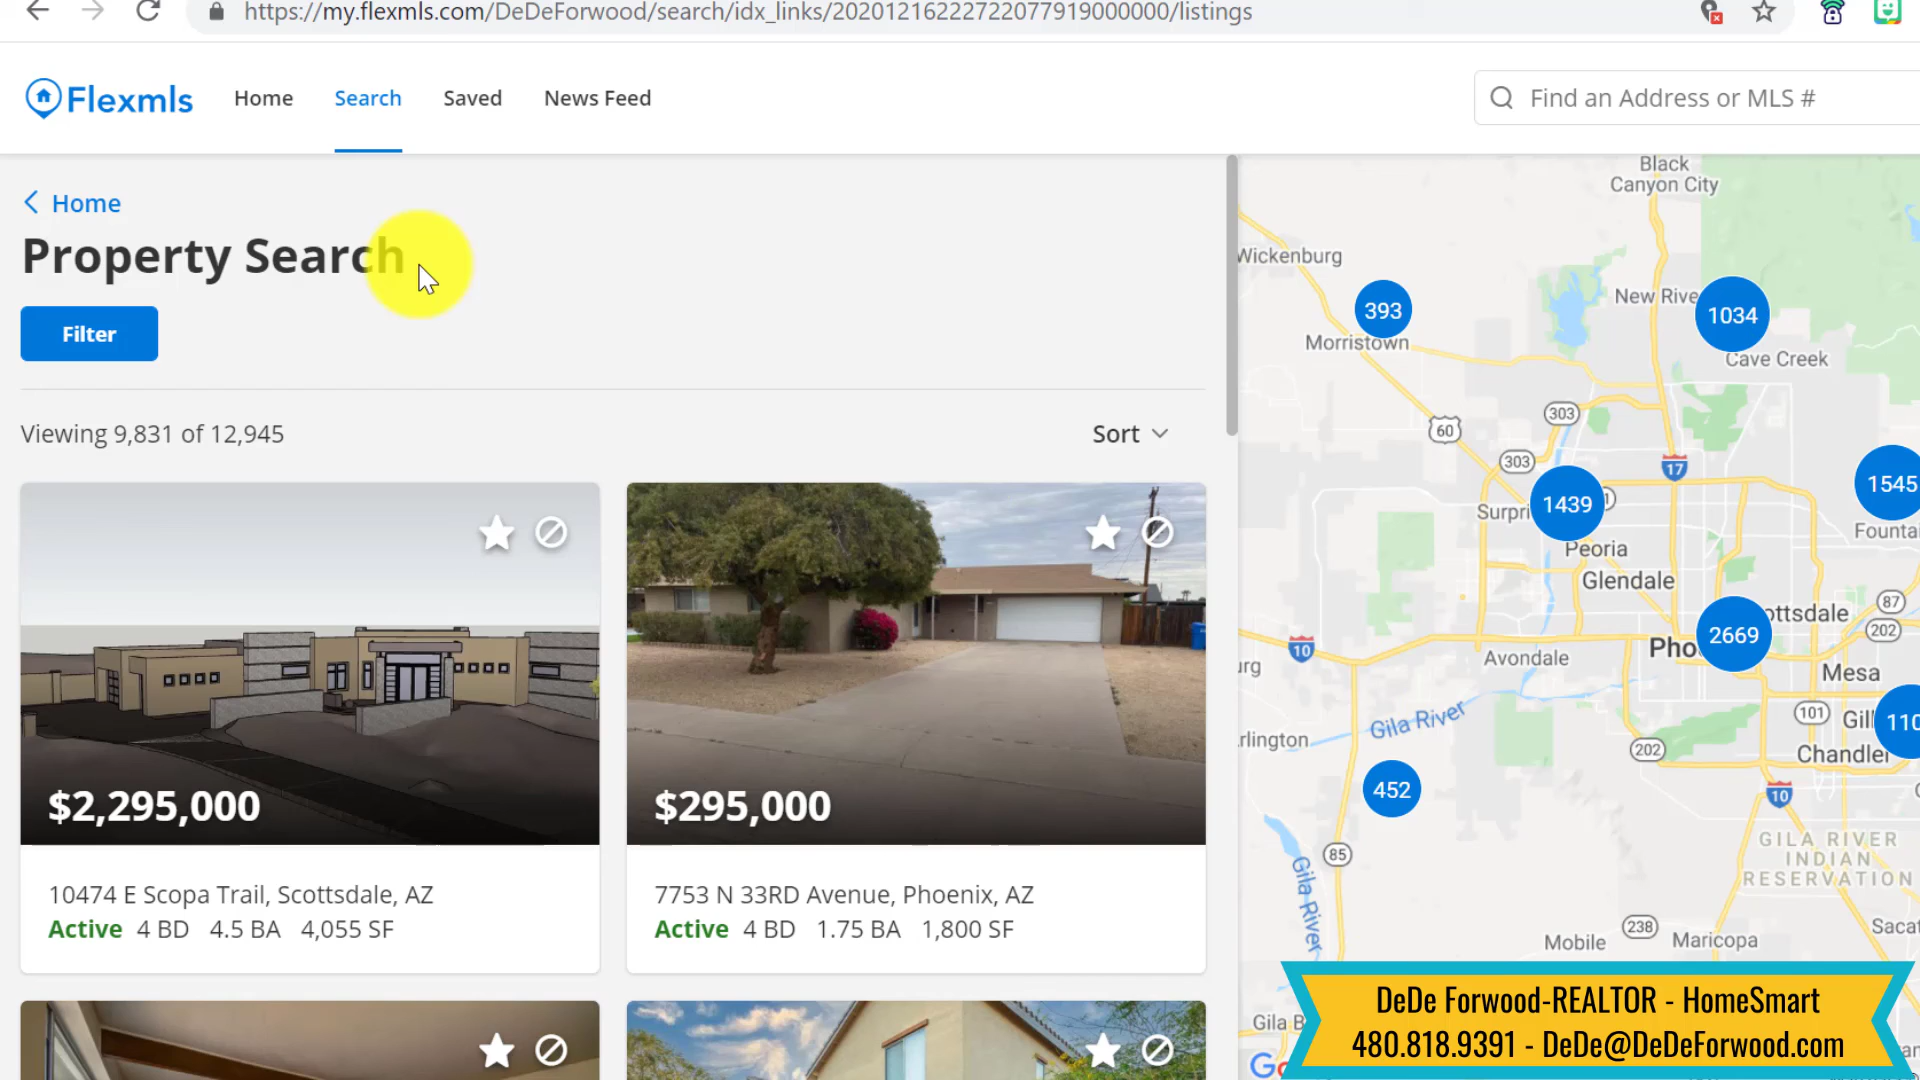 https://my.flexmls.com/DeDeForwood/search/idx_links/20201216222722077919000000/listings
Flexmls
Home
Search
Saved
News Feed
Find an Address or MLS #
Home
Property Search
Filter
Viewing 9,831 of 12,945
Sort
$2,295,000
10474 E Scopa Trail, Scottsdale, AZ
Active 4 BD 4.5 BA 4,055 SF
$295,000
7753 N 33RD Avenue, Phoenix, AZ
Active 4 BD 1.75 BA 1,800 SF
Black
Canyon City
Wickenburg
393
Morristown
New Rive
1034
Cave Creek
303
60
303
17
1439
Surpri
Peoria
Glendale
1545
Founta
87
202
ottsdale
2669
Pho
10
urg
Avondale
Mesa
101
Gil
110
202
Chandler
Gila River
rlington
452
10
85
GILA RIVER
INDIAN
RESERVATION
Gila River
238
Mobile
Maricopa
Sacat
Gila B
DeDe Forwood-REALTOR - HomeSmart
480.818.9391 - DeDe@DeDeForwood.com